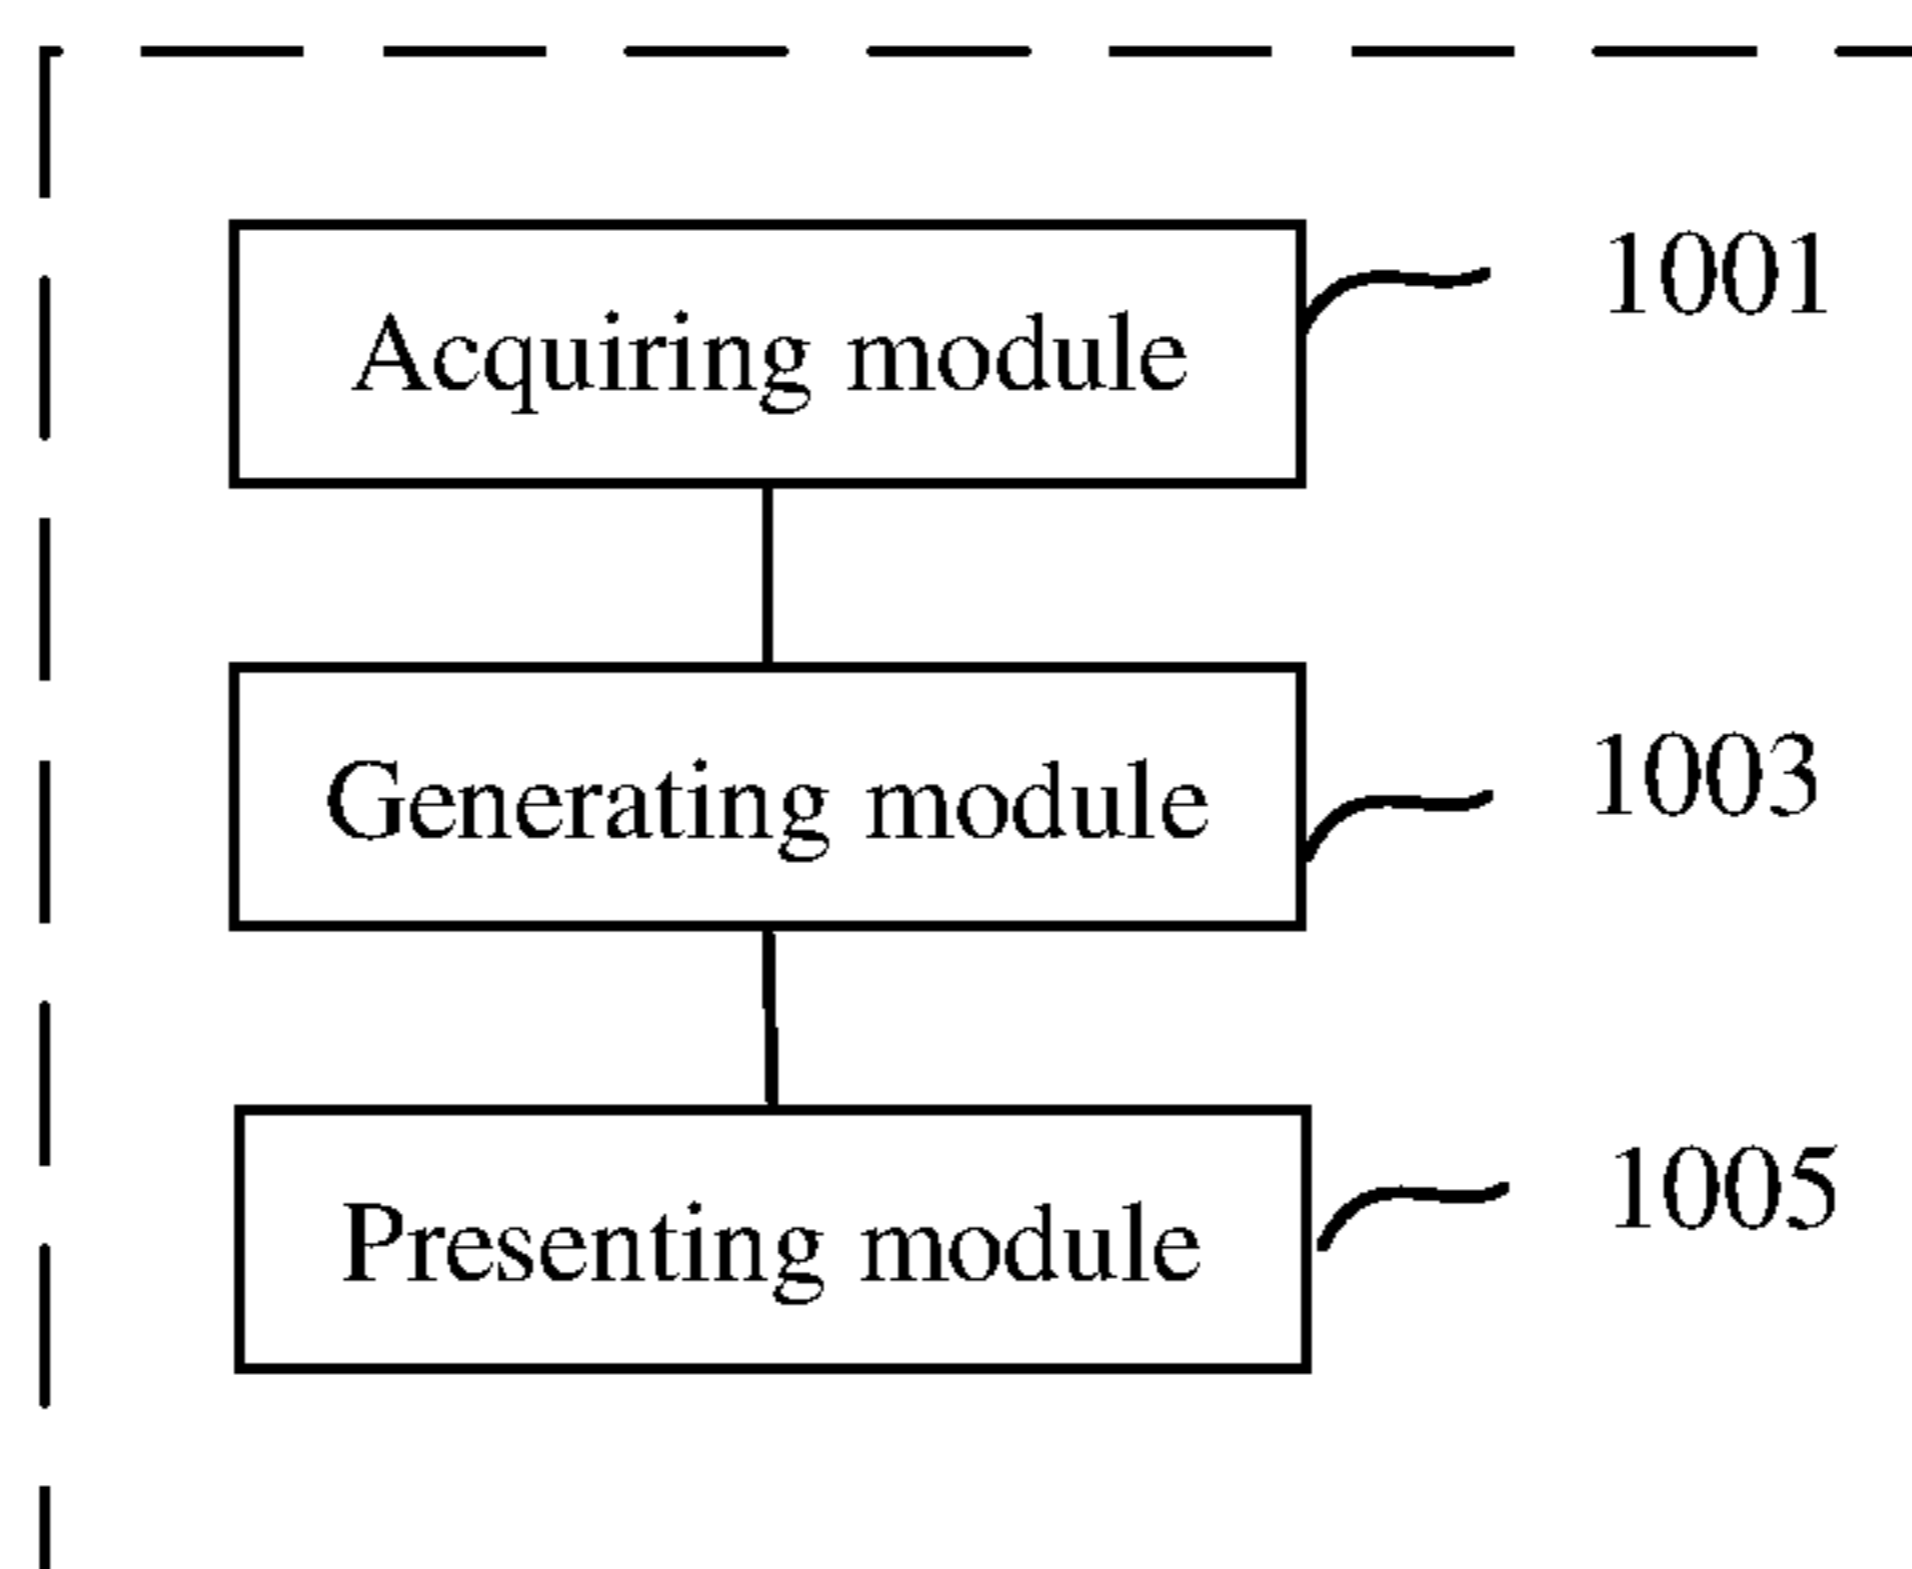 Acquiring module
1001
Generating module
1003
Presenting module
1005